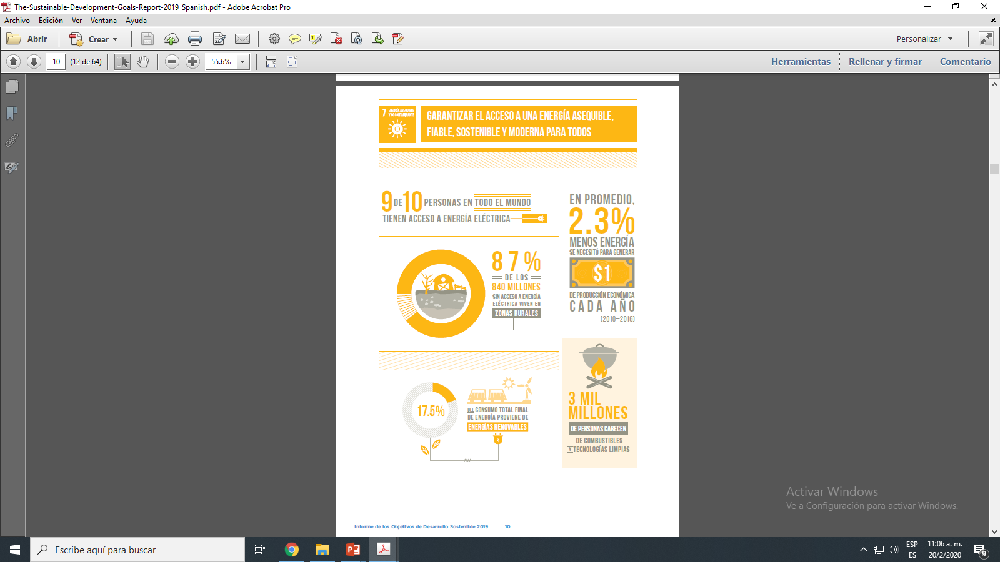 The-Sustainable-Development-Goals-Report-2019_Spanish.pdf - Adobe Acrobat Pro
Archivo Edición Ver Ventana Ayuda
Abrir Crear Personalizar
10 (12 de 64) 55.6% Herramientas Rellenar y firmar Comentario
7 ENERGÍA ASEQUIBLE
Y NO CONTAMINANTE
GARANTIZAR EL ACCESO A UNA ENERGÍA ASEQUIBLE,
FIABLE, SOSTENIBLE Y MODERNA PARA TODOS
9 DE 10 PERSONAS EN TODO EL MUNDO
TIENEN ACCESO A ENERGÍA ELÉCTRICA
87%
DE LOS
840 MILLONES
SIN ACCESO A ENERGÍA
ELÉCTRICA VIVEN EN
ZONAS RURALES
17.5%
DEL CONSUMO TOTAL FINAL
DE ENERGÍA PROVIENE DE
ENERGÍAS RENOVABLES
EN PROMEDIO,
2.3%
MENOS ENERGÍA
SE NECESITÓ PARA GENERAR
$1
DE PRODUCCIÓN ECONÓMICA
CADA AÑO
(2010–2016)
3 MIL
MILLONES
DE PERSONAS CARECEN
DE COMBUSTIBLES
Y TECNOLOGÍAS LIMPIAS
Informe de los Objetivos de Desarrollo Sostenible 2019 10
Activar Windows
Ve a Configuración para activar Windows.
Escribe aquí para buscar
ESP
ES
11:06 a. m.
20/2/2020
9